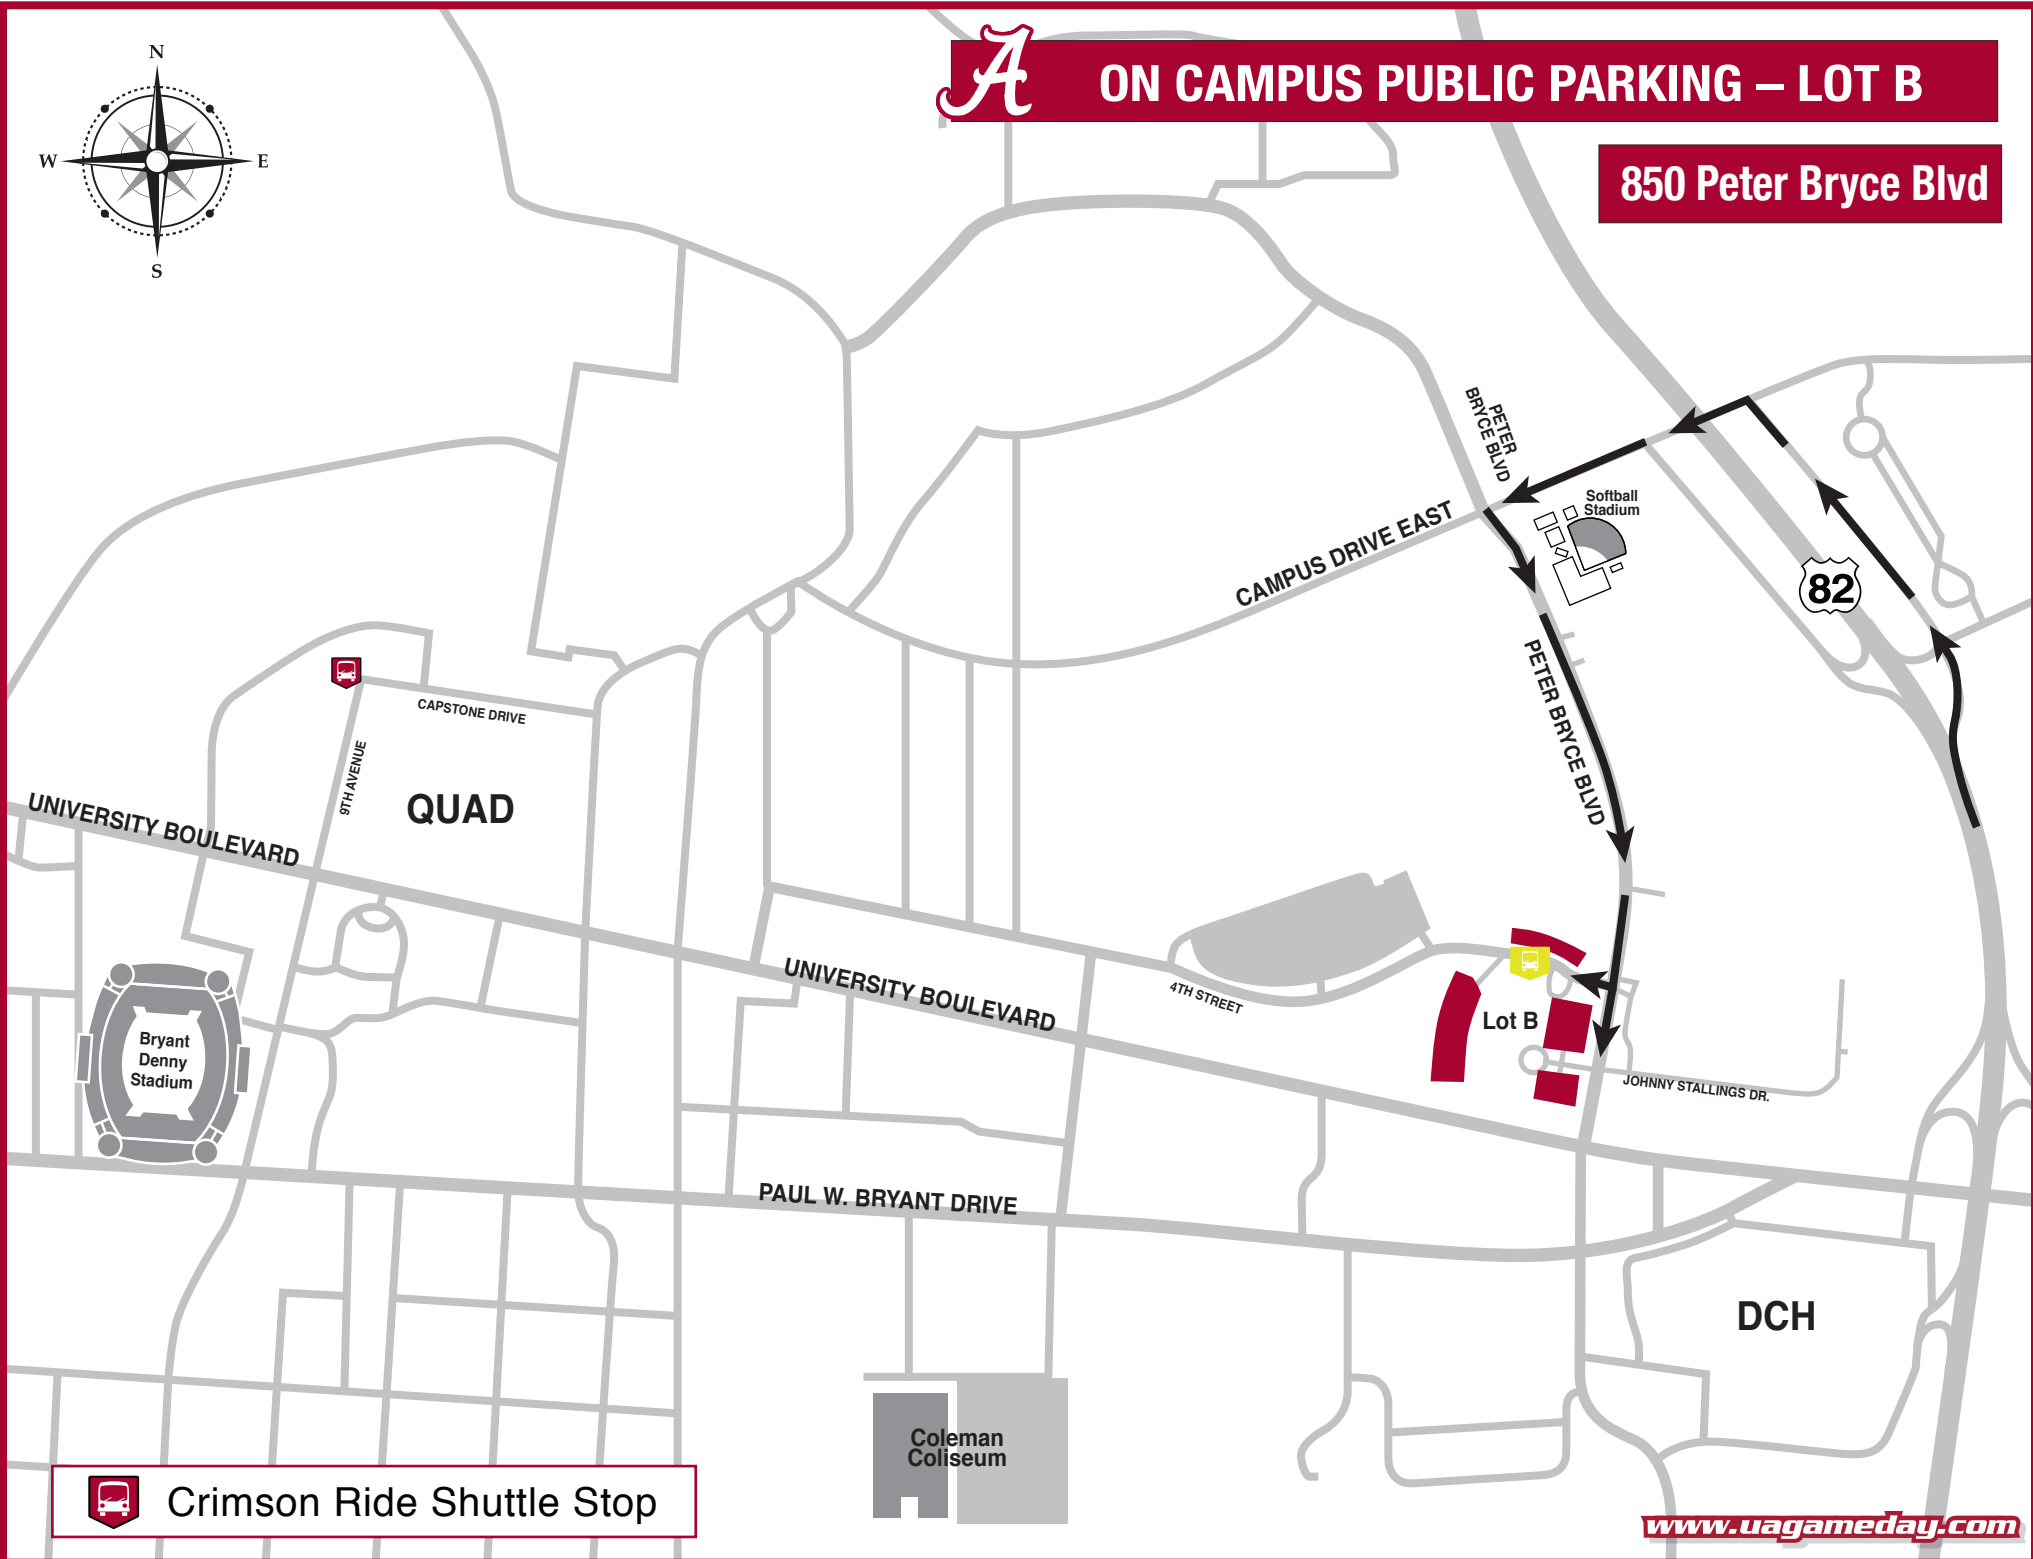 N
W
E
S
A
ON CAMPUS PUBLIC PARKING – LOT B
850 Peter Bryce Blvd
PETER
BRYCE BLVD
Softball
Stadium
CAMPUS DRIVE EAST
82
PETER BRYCE BLVD
CAPSTONE DRIVE
9TH AVENUE
QUAD
UNIVERSITY BOULEVARD
UNIVERSITY BOULEVARD
4TH STREET
Lot B
Bryant
Denny
Stadium
JOHNNY STALLINGS DR.
PAUL W. BRYANT DRIVE
DCH
Coleman
Coliseum
Crimson Ride Shuttle Stop
www.uagameday.com